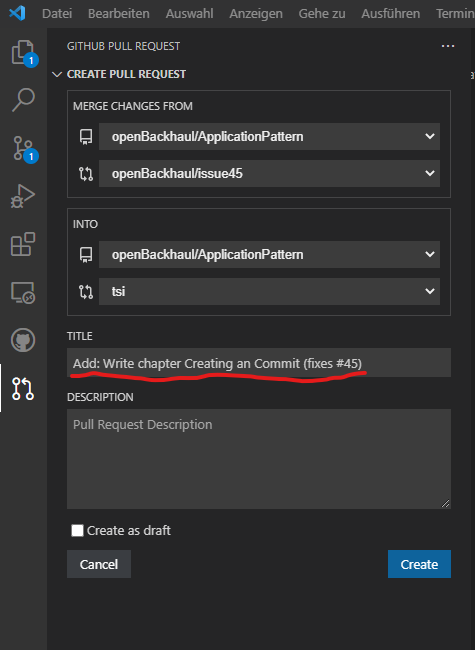 Datei Bearbeiten Auswahl Anzeigen Gehe zu Ausführen Termin
GITHUB PULL REQUEST
CREATE PULL REQUEST
MERGE CHANGES FROM
openBackhaul/ApplicationPattern
openBackhaul/issue45
INTO
openBackhaul/ApplicationPattern
tsi
TITLE
Add: Write chapter Creating an Commit (fixes #45)
DESCRIPTION
Pull Request Description
Create as draft
Cancel Create
1
1